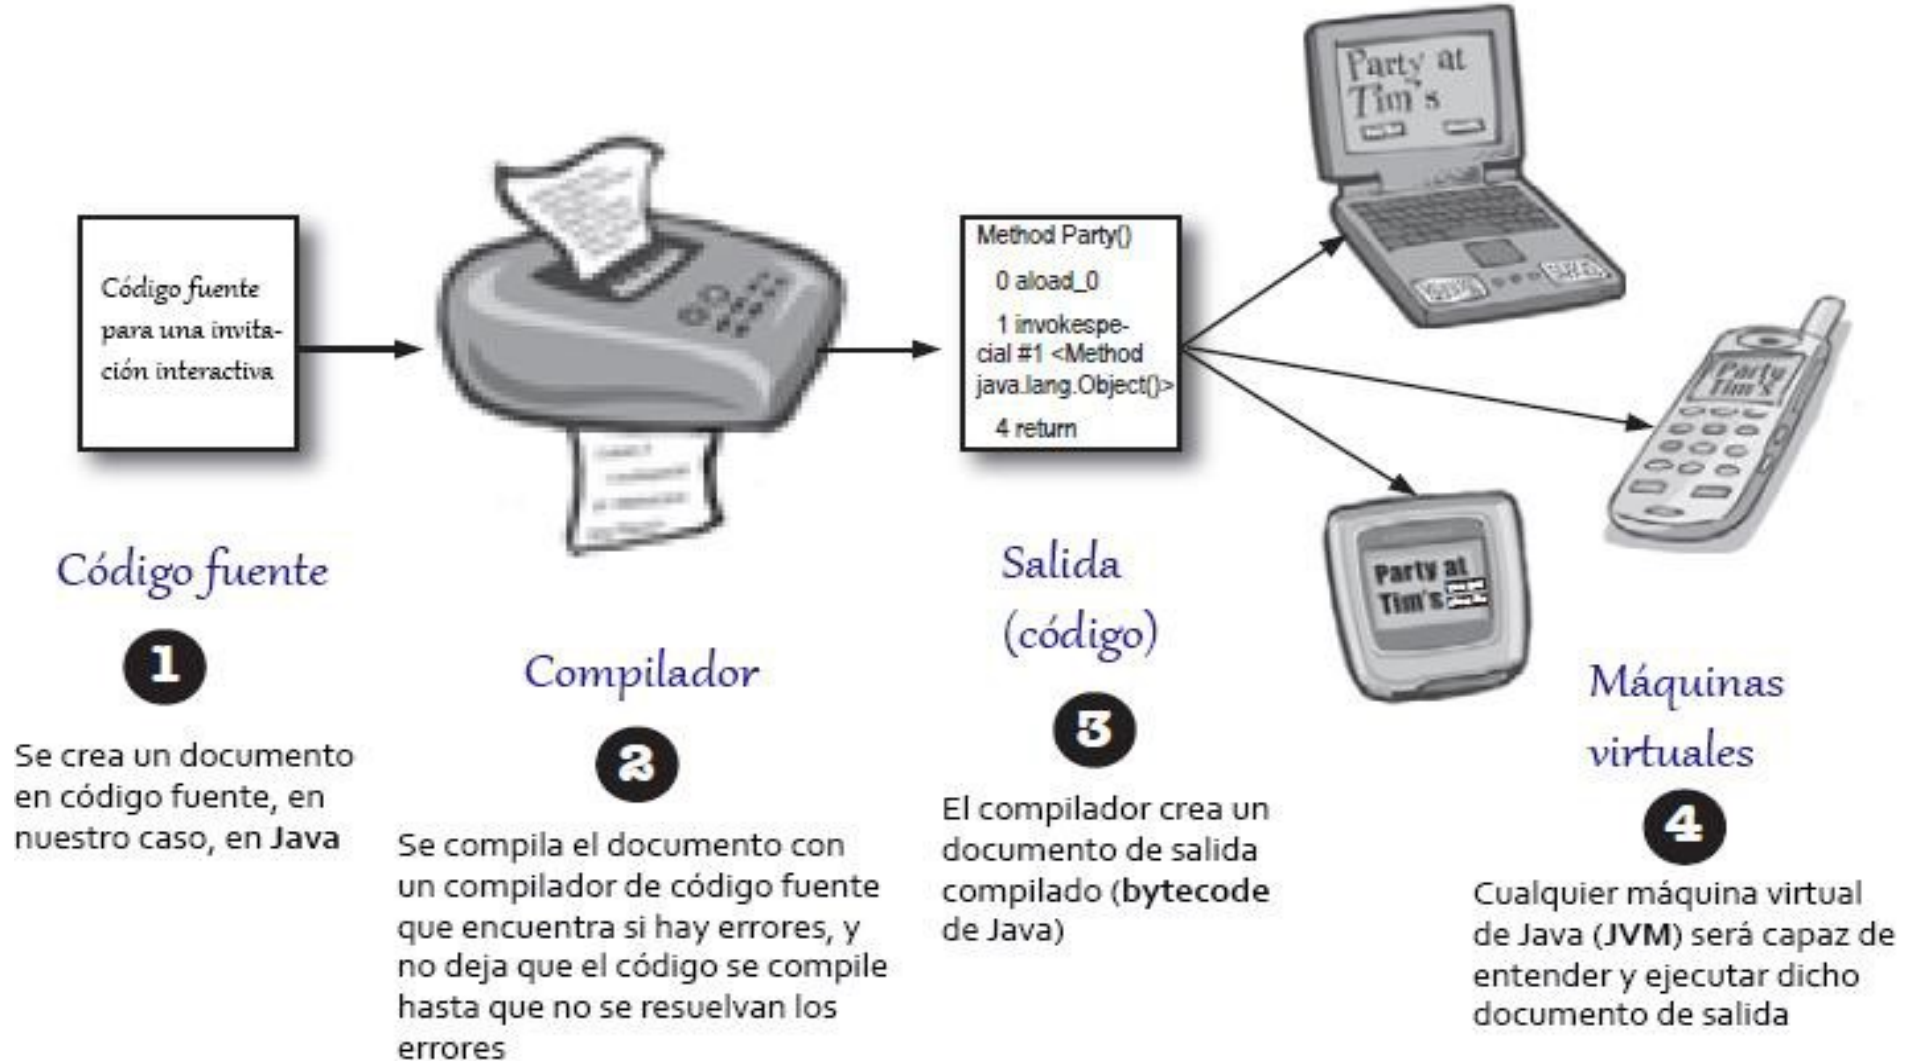 Código fuente
para una invita-
ción interactiva
Código fuente
1
Se crea un documento
en código fuente, en
nuestro caso, en Java
Compilador
2
Se compila el documento con
un compilador de código fuente
que encuentra si hay errores, y
no deja que el código se compile
hasta que no se resuelvan los
errores
Method Party()
0 aload_0
1 invokespe-
cial #1 <Method
java.lang.Object()>
4 return
Salida
(código)
3
El compilador crea un
documento de salida
compilado (bytecode
de Java)
Party at
Tim's
Party
Tim's
Party at
Tim's
Máquinas
virtuales
4
Cualquier máquina virtual
de Java (JVM) será capaz de
entender y ejecutar dicho
documento de salida